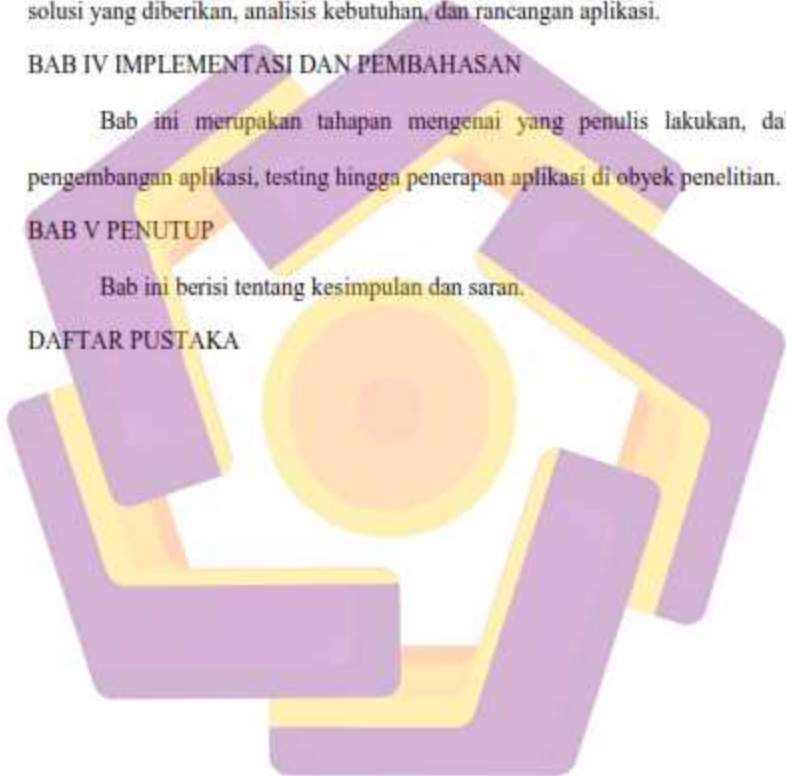 solusi yang diberikan, analisis kebutuhan, dan rancangan aplikasi.
BAB IV IMPLEMENTASI DAN PEMBAHASAN
Bab ini merupakan tahapan mengenai yang penulis lakukan, dal
pengembangan aplikasi, testing hingga penerapan aplikasi di obyek penelitian.
BAB V PENUTUP
Bab ini berisi tentang kesimpulan dan saran.
DAFTAR PUSTAKA